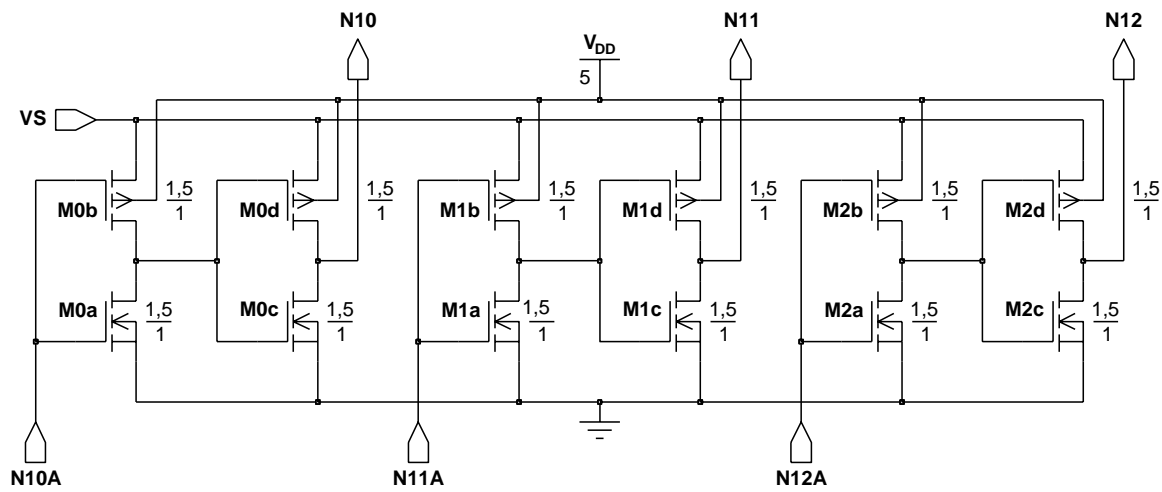 N10 N11 N12
V_DD
5
VS
1,5 1,5 1,5 1,5 1,5 1,5
1 1 1 1 1 1
M0b M0d M1b M1d M2b M2d
1,5 1,5 1,5 1,5 1,5 1,5
M0a M0c M1a M1c M2a M2c
1 1 1 1 1 1
N10A N11A N12A